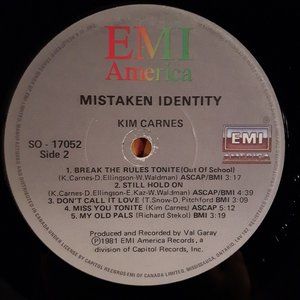 EMI
America
MISTAKEN IDENTITY
KIM CARNES
SO - 17052
Side 2
EMI
AMERICA
1. BREAK THE RULES TONITE(Out Of School)
(K.Carnes-D.Ellingson-W.Waldman) ASCAP/BMI 3:17
2. STILL HOLD ON
(K.Carnes-D.Ellingson-E.Kaz-W.Waldman) ASCAP/BMI 4:39
3. DON'T CALL IT LOVE (T.Snow-D.Pitchford BMI 3:09
4. MISS YOU TONITE (Kim Carnes) ASCAP 5:12
5. MY OLD PALS (Richard Stekol) BMI 3:19
Produced and Recorded by Val Garay
Ⓟ1981 EMI America Records, a
division of Capitol Records, Inc.